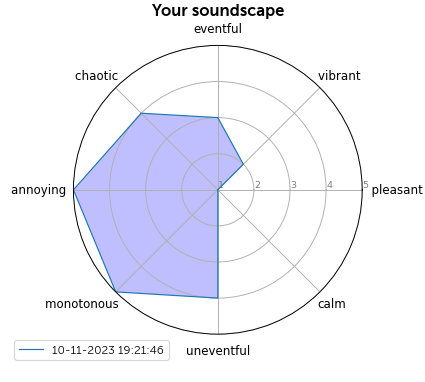 Your soundscape
eventful
chaotic
vibrant
annoying
1
2
3
4
5
pleasant
monotonous
calm
uneventful
10-11-2023 19:21:46